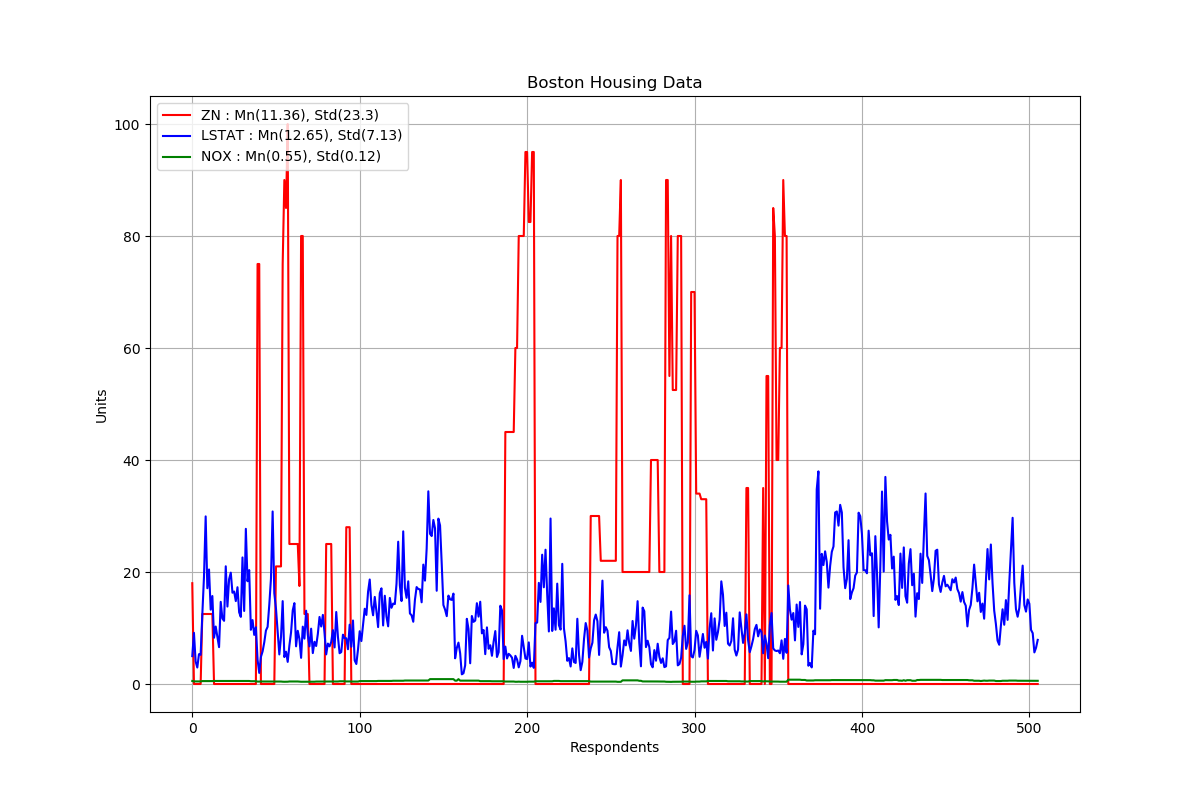 Boston Housing Data
ZN : Mn(11.36), Std(23.3)
LSTAT : Mn(12.65), Std(7.13)
NOX : Mn(0.55), Std(0.12)
100
80
60
40
20
0
Units
0 100 200 300 400 500
Respondents